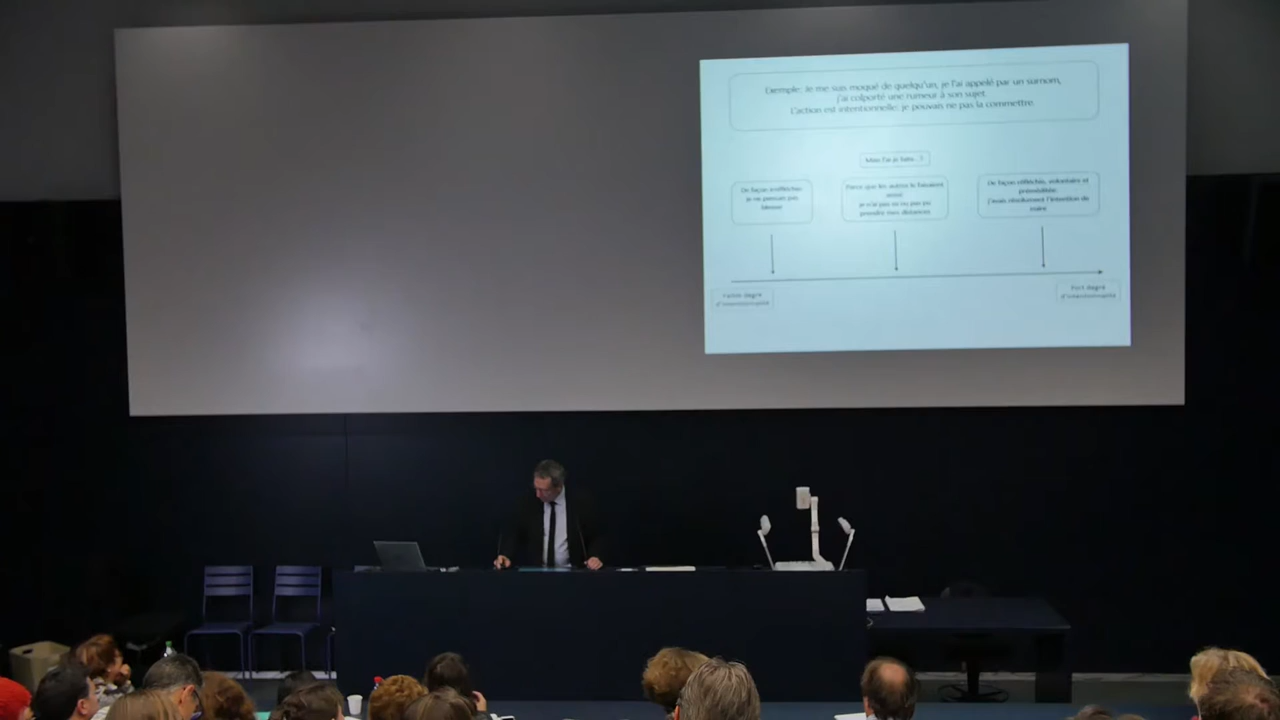 Exemple: Je me suis moqué de quelqu'un, je l'ai appelé par un surnom,
j'ai colporté une rumeur à son sujet.
L'action est intentionnelle: je pouvais ne pas la commettre.
Mais l'ai-je faite...?
De façon irréfléchie:
je ne pensais pas
blesser
Parce que les autres le faisaient
aussi:
je n'ai pas su ou pas pu
prendre mes distances
De façon réfléchie, volontaire et
préméditée:
j'avais résolument l'intention de
nuire
Faible degré
d'intentionnalité
Fort degré
d'intentionnalité